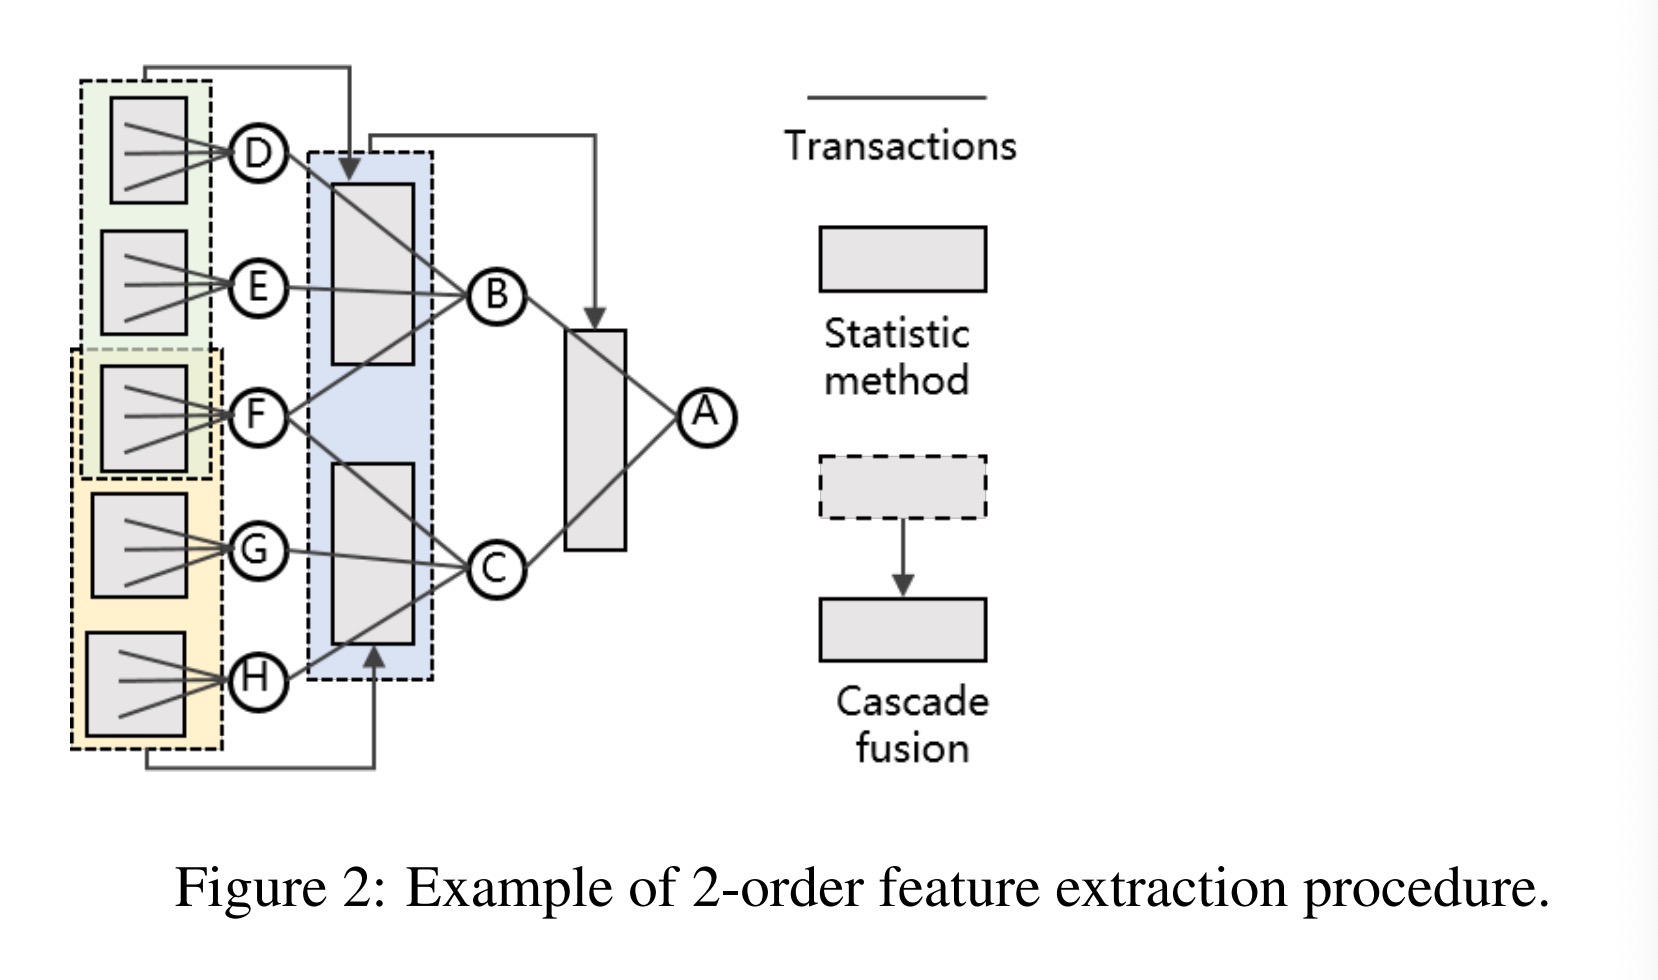 D
E
F
G
H
B
C
A
Transactions
Statistic
method
Cascade
fusion
Figure 2: Example of 2-order feature extraction procedure.